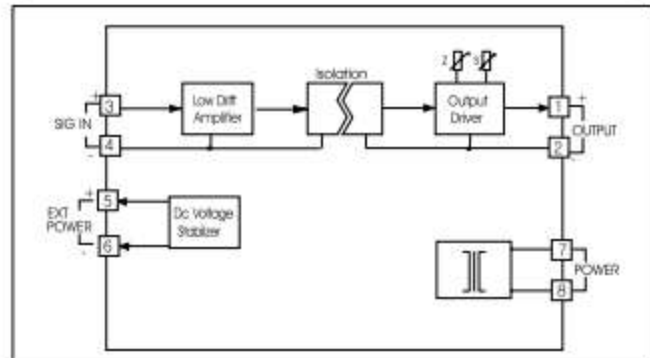 Isolation
Z S
3
Low Drift
Amplifier
Output
Driver
1
+
+
SIG IN
OUTPUT
4
2
-
-
5
+
EXT
POWER
Dc Voltage
Stabilizer
6
-
7
POWER
8